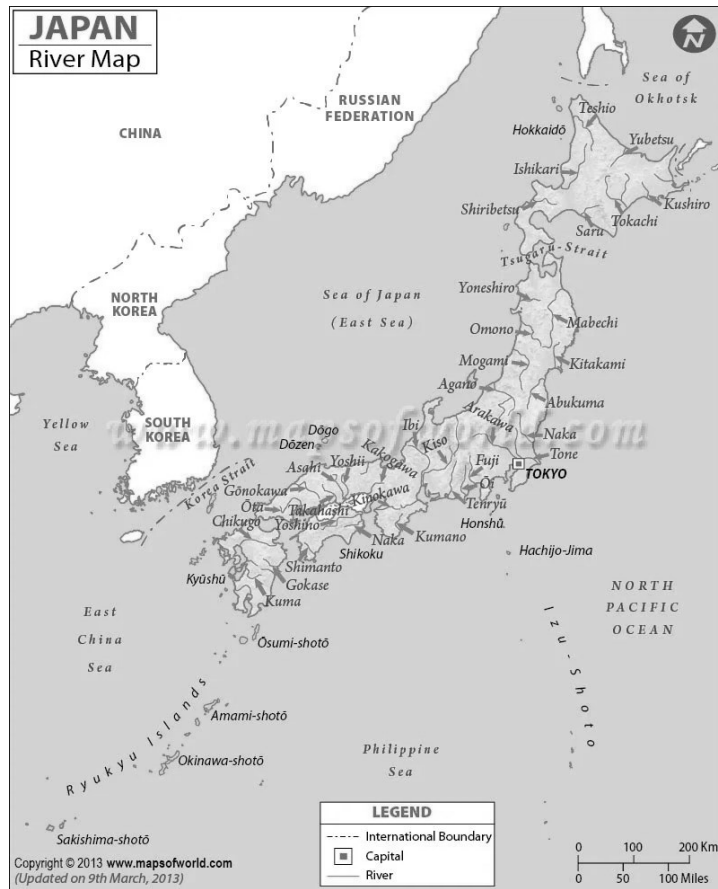 JAPAN
River Map
N
Sea of
Okhotsk
RUSSIAN
FEDERATION
CHINA
Teshio
Hokkaidō
Yubetsu
Ishikari
Shiribetsu
Kushiro
Tokachi
Saru
Tsugaru-Strait
NORTH
KOREA
Sea of Japan
(East Sea)
Yoneshiro
Mabechi
Omono
Mogami
Kitakami
Agano
Abukuma
Arakawa
SOUTH
KOREA
Yellow
Sea
www.mapsofworld.com
Dōgo
Dōzen
Ibi
Kiso
Naka
Fuji
Tone
TOKYO
Kakogawa
Yoshii
Asahi
Korea Strait
Gōnokawa
Ōi
Kinokawa
Takahashi
Tenryū
Ōta
Chikugo
Yoshino
Honshū
Naka
Kumano
Shikoku
Hachijo-Jima
Shimanto
Kyūshū
Gokase
Kuma
NORTH
PACIFIC
OCEAN
East
China
Sea
Izu-Shoto
Ōsumi-shotō
Ryukyu Islands
Amami-shotō
Okinawa-shotō
Philippine
Sea
Sakishima-shotō
LEGEND
International Boundary
Capital
River
0 100 200 Km
0 50 100 Miles
Copyright © 2013 www.mapsofworld.com
(Updated on 9th March, 2013)